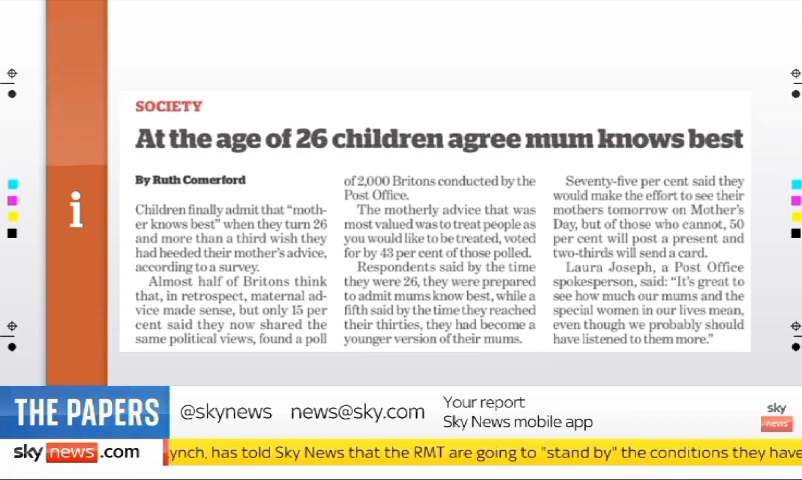 SOCIETY
At the age of 26 children agree mum knows best
By Ruth Comerford
Children finally admit that "moth-
er knows best" when they turn 26
and more than a third wish they
had heeded their mother's advice,
according to a survey.
Almost half of Britons think
that, in retrospect, maternal ad-
vice made sense, but only 15 per
cent said they now shared the
same political views, found a poll
of 2,000 Britons conducted by the
Post Office.
The motherly advice that was
most valued was to treat people as
you would like to be treated, voted
for by 43 per cent of those polled.
Respondents said by the time
they were 26, they were prepared
to admit mums know best, while a
fifth said by the time they reached
their thirties, they had become a
younger version of their mums.
Seventy-five per cent said they
would make the effort to see their
mothers tomorrow on Mother's
Day, but of those who cannot, 50
per cent will post a present and
two-thirds will send a card.
Laura Joseph, a Post Office
spokesperson, said: "It's great to
see how much our mums and the
special women in our lives mean,
even though we probably should
have listened to them more."
i
THE PAPERS
@skynews news@sky.com
Your report
Sky News mobile app
sky
news
sky news .com
ynch, has told Sky News that the RMT are going to "stand by" the conditions they have